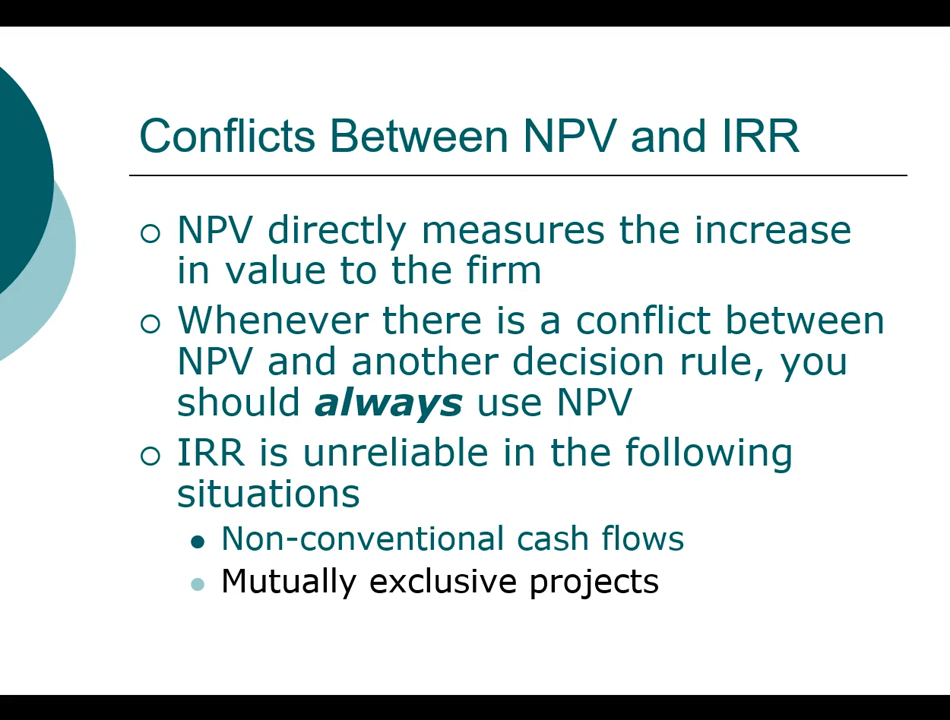 Conflicts Between NPV and IRR
NPV directly measures the increase
in value to the firm
Whenever there is a conflict between
NPV and another decision rule, you
should always use NPV
IRR is unreliable in the following
situations
Non-conventional cash flows
Mutually exclusive projects